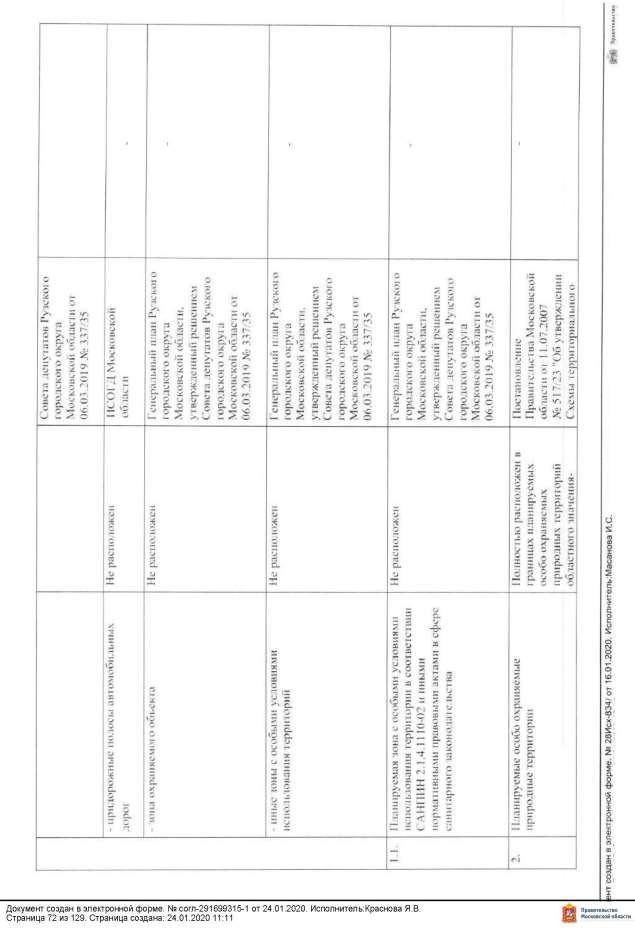 Совета депутатов Рузского
городского округа
Московской области от
06.03.2019 № 337/35
- придорожные полосы автомобильных
дорог
Не расположен
ИСОГД Московской
области
-
- зона охраняемого объекта
Не расположен
Генеральный план Рузского
городского округа
Московской области,
утвержденный решением
Совета депутатов Рузского
городского округа
Московской области от
06.03.2019 № 337/35
-
- иные зоны с особыми условиями
использования территорий
Не расположен
Генеральный план Рузского
городского округа
Московской области,
утвержденный решением
Совета депутатов Рузского
городского округа
Московской области от
06.03.2019 № 337/35
-
1.1.
Планируемая зона с особыми условиями
использования территории в соответствии
САНПИН 2.1.4.1110-02 и иными
нормативными правовыми актами в сфере
санитарного законодательства
Не расположен
Генеральный план Рузского
городского округа
Московской области,
утвержденный решением
Совета депутатов Рузского
городского округа
Московской области от
06.03.2019 № 337/35
-
2.
Планируемые особо охраняемые
природные территории
Полностью расположен в
границах планируемых
особо охраняемых
природных территорий
областного значения-
Постановление
Правительства Московской
области от 11.07.2007
№ 517/23 "Об утверждении
Схемы территориального
-
ент создан в электронной форме. № 28Исх-834/ от 16.01.2020. Исполнитель:Масанова И.С.
Правительство
Документ создан в электронной форме. № согл-291699315-1 от 24.01.2020. Исполнитель:Краснова Я.В.
Страница 72 из 129. Страница создана: 24.01.2020 11:11
Правительство
Московской области